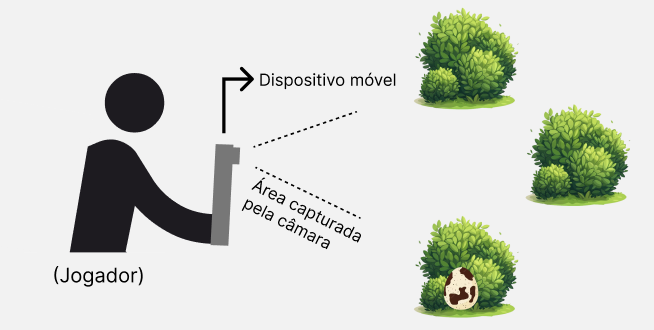 Dispositivo móvel
Área capturada
pela câmara
(Jogador)